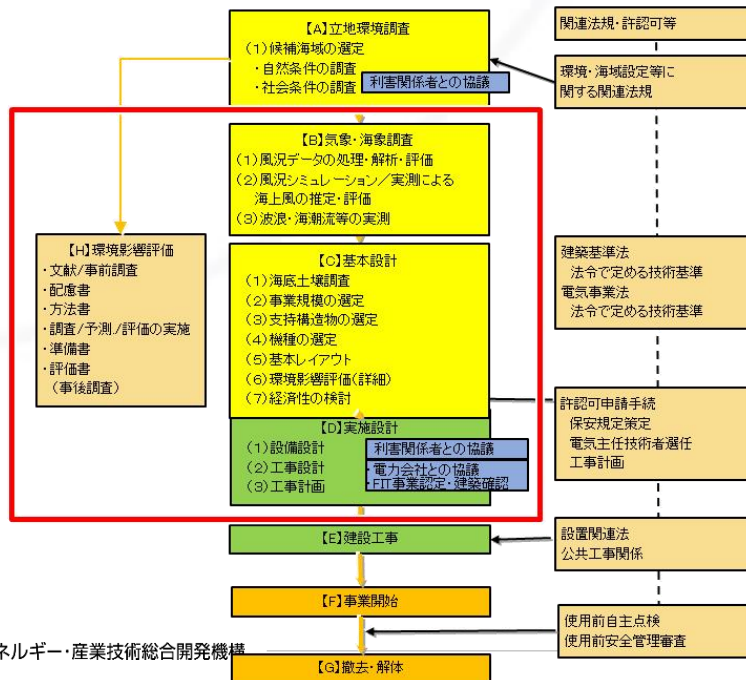 【A】立地環境調査
(1)候補海域の選定
・自然条件の調査
・社会条件の調査
利害関係者との協議
関連法規・許認可等
環境・海域設定等に
関する関連法規
【B】気象・海象調査
(1)風況データの処理・解析・評価
(2)風況シミュレーション/実測による
海上風の推定・評価
(3)波浪・海潮流等の実測
【H】環境影響評価
・文献/事前調査
・配慮書
・方法書
・調査/予測/評価の実施
・準備書
・評価書
(事後調査)
【C】基本設計
(1)海底土壌調査
(2)事業規模の選定
(3)支持構造物の選定
(4)機種の選定
(5)基本レイアウト
(6)環境影響評価(詳細)
(7)経済性の検討
建築基準法
法令で定める技術基準
電気事業法
法令で定める技術基準
【D】実施設計
(1)設備設計
(2)工事設計
(3)工事計画
利害関係者との協議
・電力会社との協議
・FIT事業認定・建築確認
許認可申請手続
保安規定策定
電気主任技術者選任
工事計画
【E】建設工事
設置関連法
公共工事関係
【F】事業開始
使用前自主点検
使用前安全管理審査
ネルギー・産業技術総合開発機構
【G】撤去・解体